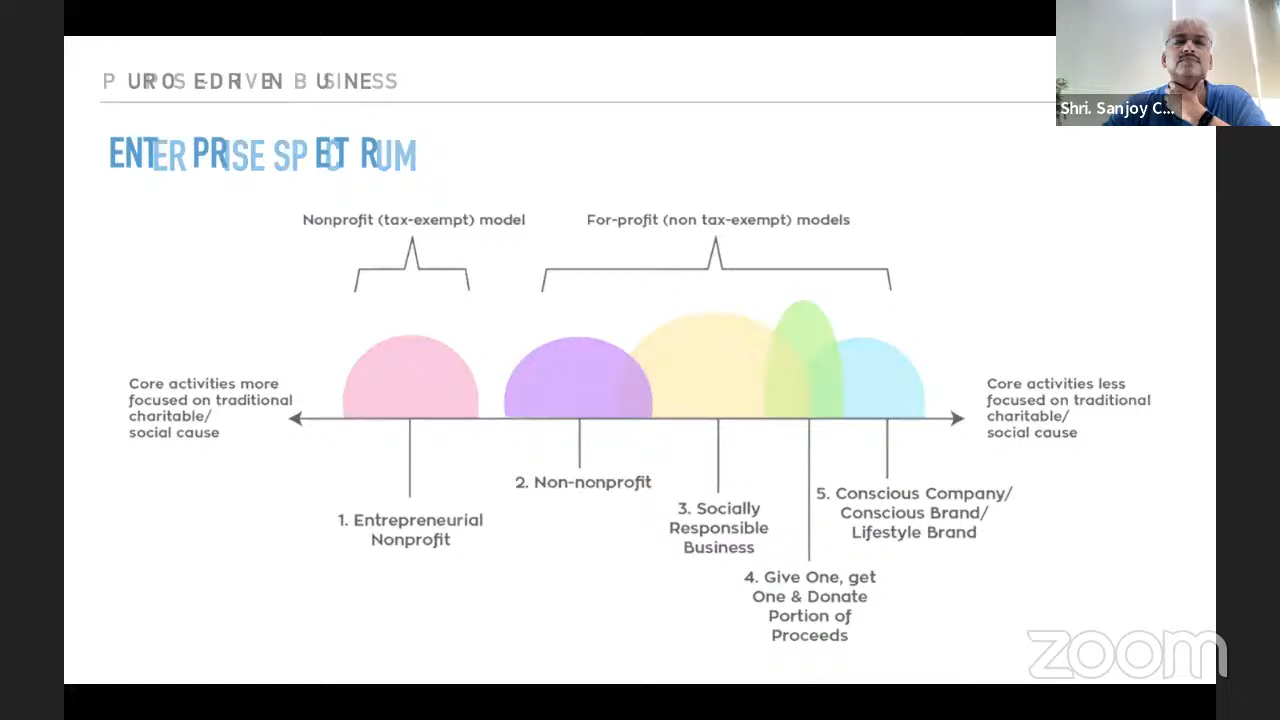 PURPOSE-DRIVEN BUSINESS
Shri. Sanjoy C...
ENTERPRISE SPECTRUM
Nonprofit (tax-exempt) model
For-profit (non tax-exempt) models
Core activities more
focused on traditional
charitable/
social cause
Core activities less
focused on traditional
charitable/
social cause
1. Entrepreneurial
Nonprofit
2. Non-nonprofit
3. Socially
Responsible
Business
4. Give One, get
One & Donate
Portion of
Proceeds
5. Conscious Company/
Conscious Brand/
Lifestyle Brand
zoom